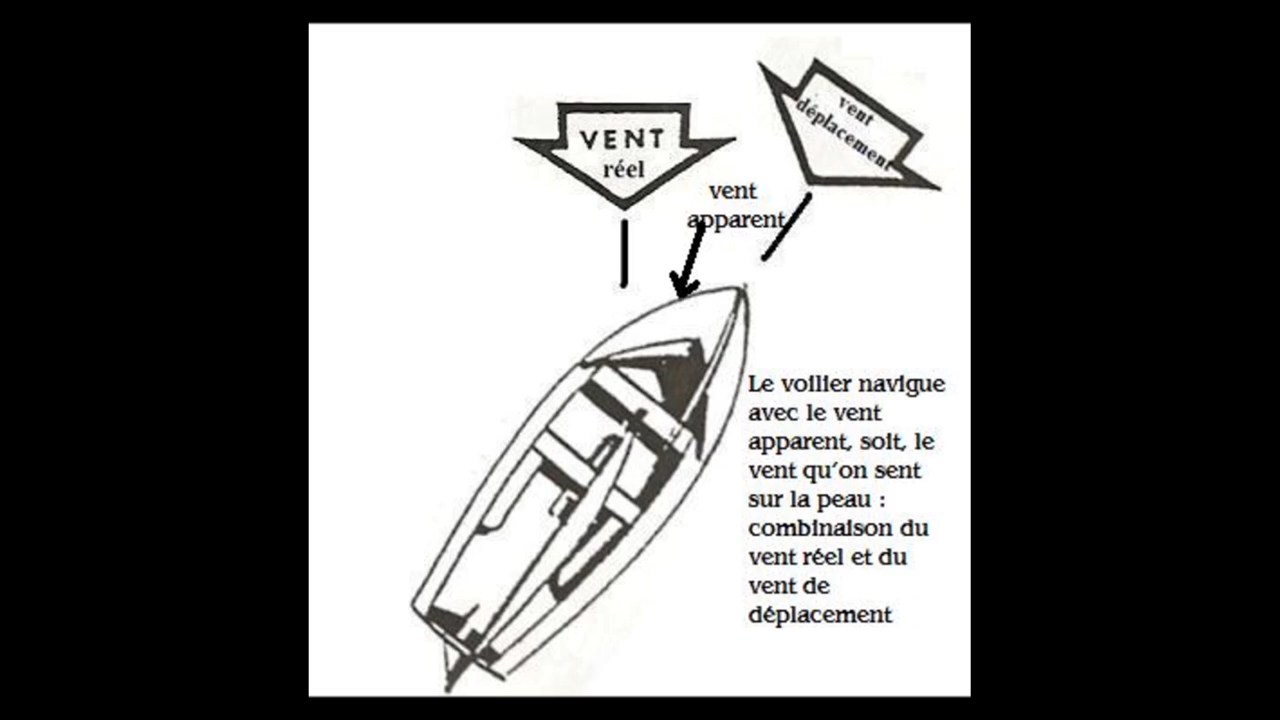 VENT
réel
vent
déplacement
vent
apparent
Le voilier navigue
avec le vent
apparent, soit, le
vent qu'on sent
sur la peau :
combinaison du
vent réel et du
vent de
déplacement